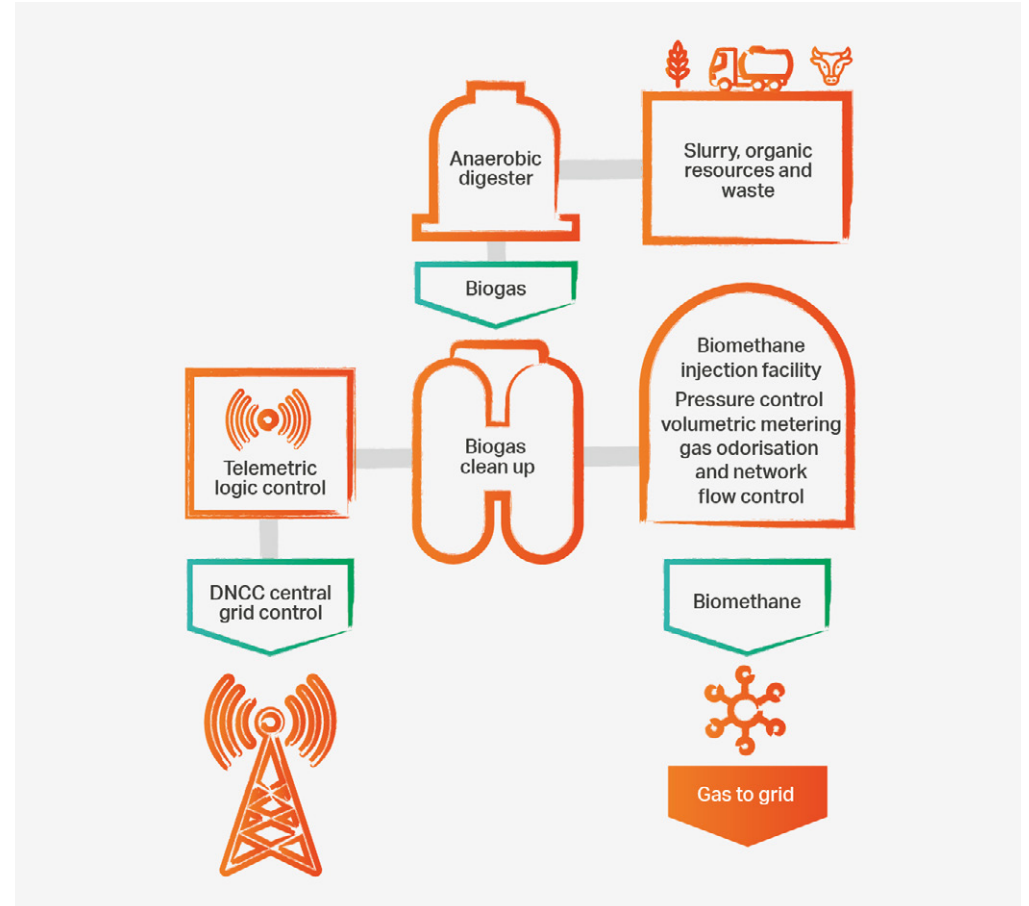 Anaerobic
digester
Slurry, organic
resources and
waste
Biogas
Biomethane
injection facility
Pressure control
volumetric metering
gas odorisation
and network
flow control
Telemetric
logic control
Biogas
clean up
DNCC central
grid control
Biomethane
Gas to grid